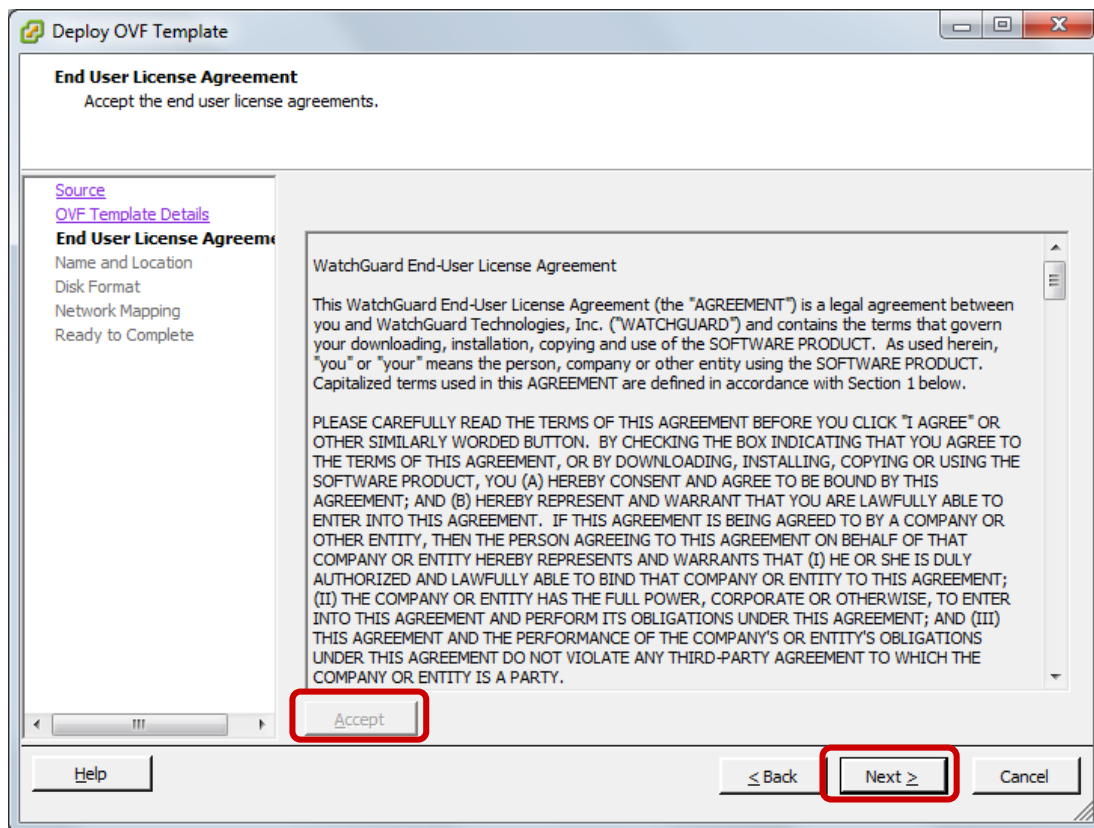 Deploy OVF Template
End User License Agreement
Accept the end user license agreements.
Source
OVF Template Details
End User License Agreeme
Name and Location
Disk Format
Network Mapping
Ready to Complete
WatchGuard End-User License Agreement
This WatchGuard End-User License Agreement (the "AGREEMENT") is a legal agreement between
you and WatchGuard Technologies, Inc. ("WATCHGUARD") and contains the terms that govern
your downloading, installation, copying and use of the SOFTWARE PRODUCT.  As used herein,
"you" or "your" means the person, company or other entity using the SOFTWARE PRODUCT.
Capitalized terms used in this AGREEMENT are defined in accordance with Section 1 below.
PLEASE CAREFULLY READ THE TERMS OF THIS AGREEMENT BEFORE YOU CLICK "I AGREE" OR
OTHER SIMILARLY WORDED BUTTON.  BY CHECKING THE BOX INDICATING THAT YOU AGREE TO
THE TERMS OF THIS AGREEMENT, OR BY DOWNLOADING, INSTALLING, COPYING OR USING THE
SOFTWARE PRODUCT, YOU (A) HEREBY CONSENT AND AGREE TO BE BOUND BY THIS
AGREEMENT; AND (B) HEREBY REPRESENT AND WARRANT THAT YOU ARE LAWFULLY ABLE TO
ENTER INTO THIS AGREEMENT.  IF THIS AGREEMENT IS BEING AGREED TO BY A COMPANY OR
OTHER ENTITY, THEN THE PERSON AGREEING TO THIS AGREEMENT ON BEHALF OF THAT
COMPANY OR ENTITY HEREBY REPRESENTS AND WARRANTS THAT (I) HE OR SHE IS DULY
AUTHORIZED AND LAWFULLY ABLE TO BIND THAT COMPANY OR ENTITY TO THIS AGREEMENT;
(II) THE COMPANY OR ENTITY HAS THE FULL POWER, CORPORATE OR OTHERWISE, TO ENTER
INTO THIS AGREEMENT AND PERFORM ITS OBLIGATIONS UNDER THIS AGREEMENT; AND (III)
THIS AGREEMENT AND THE PERFORMANCE OF THE COMPANY'S OR ENTITY'S OBLIGATIONS
UNDER THIS AGREEMENT DO NOT VIOLATE ANY THIRD-PARTY AGREEMENT TO WHICH THE
COMPANY OR ENTITY IS A PARTY.
Accept
Help
< Back
Next >
Cancel